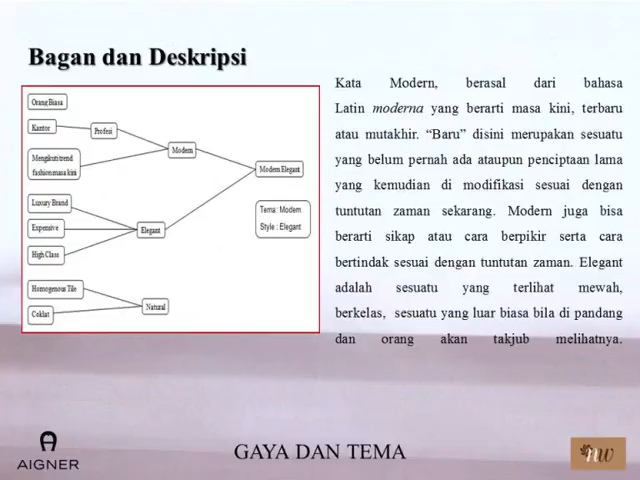 Bagan dan Deskripsi
Orang Biasa
Kantor
Profesi
Mengikuti trend
fashion masa kini
Modern
Modern Elegant
Luxury Brand
Expensive
High Class
Elegant
Tema : Modern
Style : Elegant
Homogenous Tile
Coklat
Natural
Kata Modern, berasal dari bahasa
Latin moderna yang berarti masa kini, terbaru
atau mutakhir. “Baru” disini merupakan sesuatu
yang belum pernah ada ataupun penciptaan lama
yang kemudian di modifikasi sesuai dengan
tuntutan zaman sekarang. Modern juga bisa
berarti sikap atau cara berpikir serta cara
bertindak sesuai dengan tuntutan zaman. Elegant
adalah sesuatu yang terlihat mewah,
berkelas, sesuatu yang luar biasa bila di pandang
dan orang akan takjub melihatnya.
AIGNER
GAYA DAN TEMA
nw